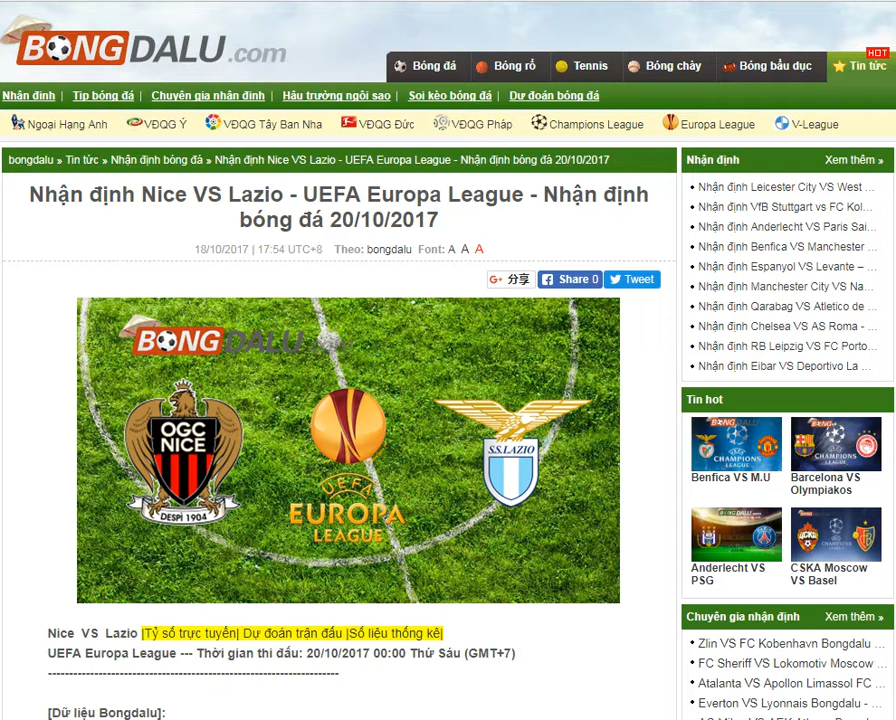 BONGDALU.com
HOT
Bóng đá
Bóng rổ
Tennis
Bóng chày
Bóng bầu dục
Tin tức
Nhận định | Tip bóng đá | Chuyên gia nhận định | Hậu trường ngôi sao | Soi kèo bóng đá | Dự đoán bóng đá
Ngoại Hạng Anh
VĐQG Ý
VĐQG Tây Ban Nha
VĐQG Đức
VĐQG Pháp
Champions League
Europa League
V-League
bongdalu » Tin tức » Nhận định bóng đá » Nhận định Nice VS Lazio - UEFA Europa League - Nhận định bóng đá 20/10/2017
Nhận định Nice VS Lazio - UEFA Europa League - Nhận định
bóng đá 20/10/2017
18/10/2017 | 17:54 UTC+8 Theo: bongdalu Font: A A A
G+ 分享
Share 0
Tweet
BONGDALU
OGC
NICE
DEPUIS 1904
UEFA
EUROPA
LEAGUE
S.S.LAZIO
Nice VS Lazio |Tỷ số trực tuyến| Dự đoán trận đấu |Số liệu thống kê|
UEFA Europa League --- Thời gian thi đấu: 20/10/2017 00:00 Thứ Sáu (GMT+7)
--------------------------------------------------------------------
[Dữ liệu Bongdalu]:
Nhận định
Xem thêm »
Nhận định Leicester City VS West ...
Nhận định VfB Stuttgart vs FC Kol...
Nhận định Anderlecht VS Paris Sai...
Nhận định Benfica VS Manchester ...
Nhận định Espanyol VS Levante – ...
Nhận định Manchester City VS Na...
Nhận định Qarabag VS Atletico de ...
Nhận định Chelsea VS AS Roma - ...
Nhận định RB Leipzig VS FC Porto...
Nhận định Eibar VS Deportivo La ...
Tin hot
Benfica VS M.U
Barcelona VS
Olympiakos
Anderlecht VS
PSG
CSKA Moscow
VS Basel
Chuyên gia nhận định
Xem thêm »
Zlin VS FC Kobenhavn Bongdalu ...
FC Sheriff VS Lokomotiv Moscow ...
Atalanta VS Apollon Limassol FC ...
Everton VS Lyonnais Bongdalu - ...